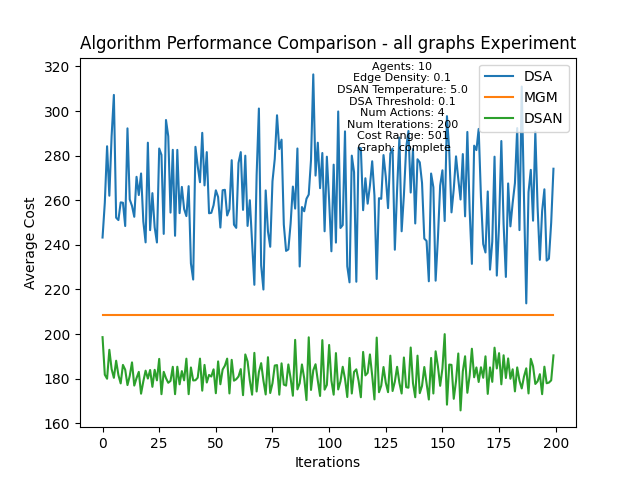 Algorithm Performance Comparison - all graphs Experiment
Agents: 10
Edge Density: 0.1
DSAN Temperature: 5.0
DSA Threshold: 0.1
Num Actions: 4
Num Iterations: 200
Cost Range: 501
Graph: complete
DSA
MGM
DSAN
Average Cost
320
300
280
260
240
220
200
180
160
0 25 50 75 100 125 150 175 200
Iterations